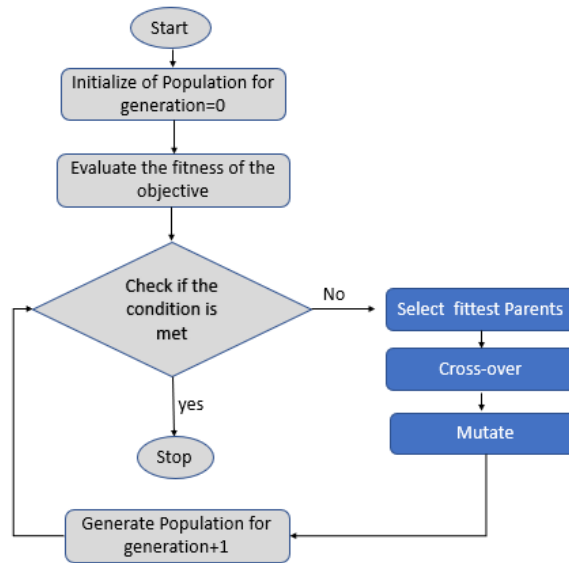 Start
Initialize of Population for
generation=0
Evaluate the fitness of the
objective
Check if the
condition is
met
No
Select fittest Parents
Cross-over
Mutate
yes
Stop
Generate Population for
generation+1